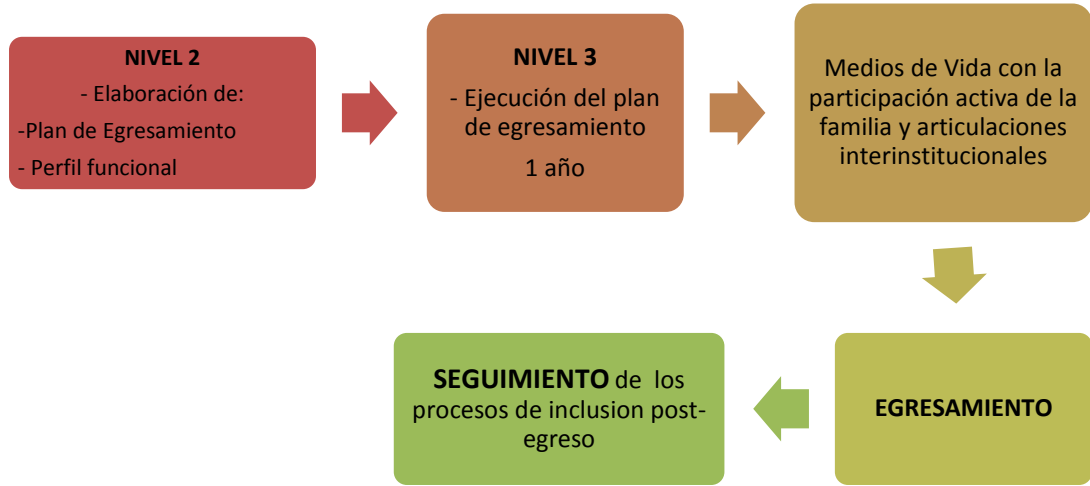 NIVEL 2
- Elaboración de:
-Plan de Egresamiento
- Perfil funcional
NIVEL 3
- Ejecución del plan
de egresamiento
1 año
Medios de Vida con la
participación activa de la
familia y articulaciones
interinstitucionales
EGRESAMIENTO
SEGUIMIENTO de los
procesos de inclusion post-
egreso